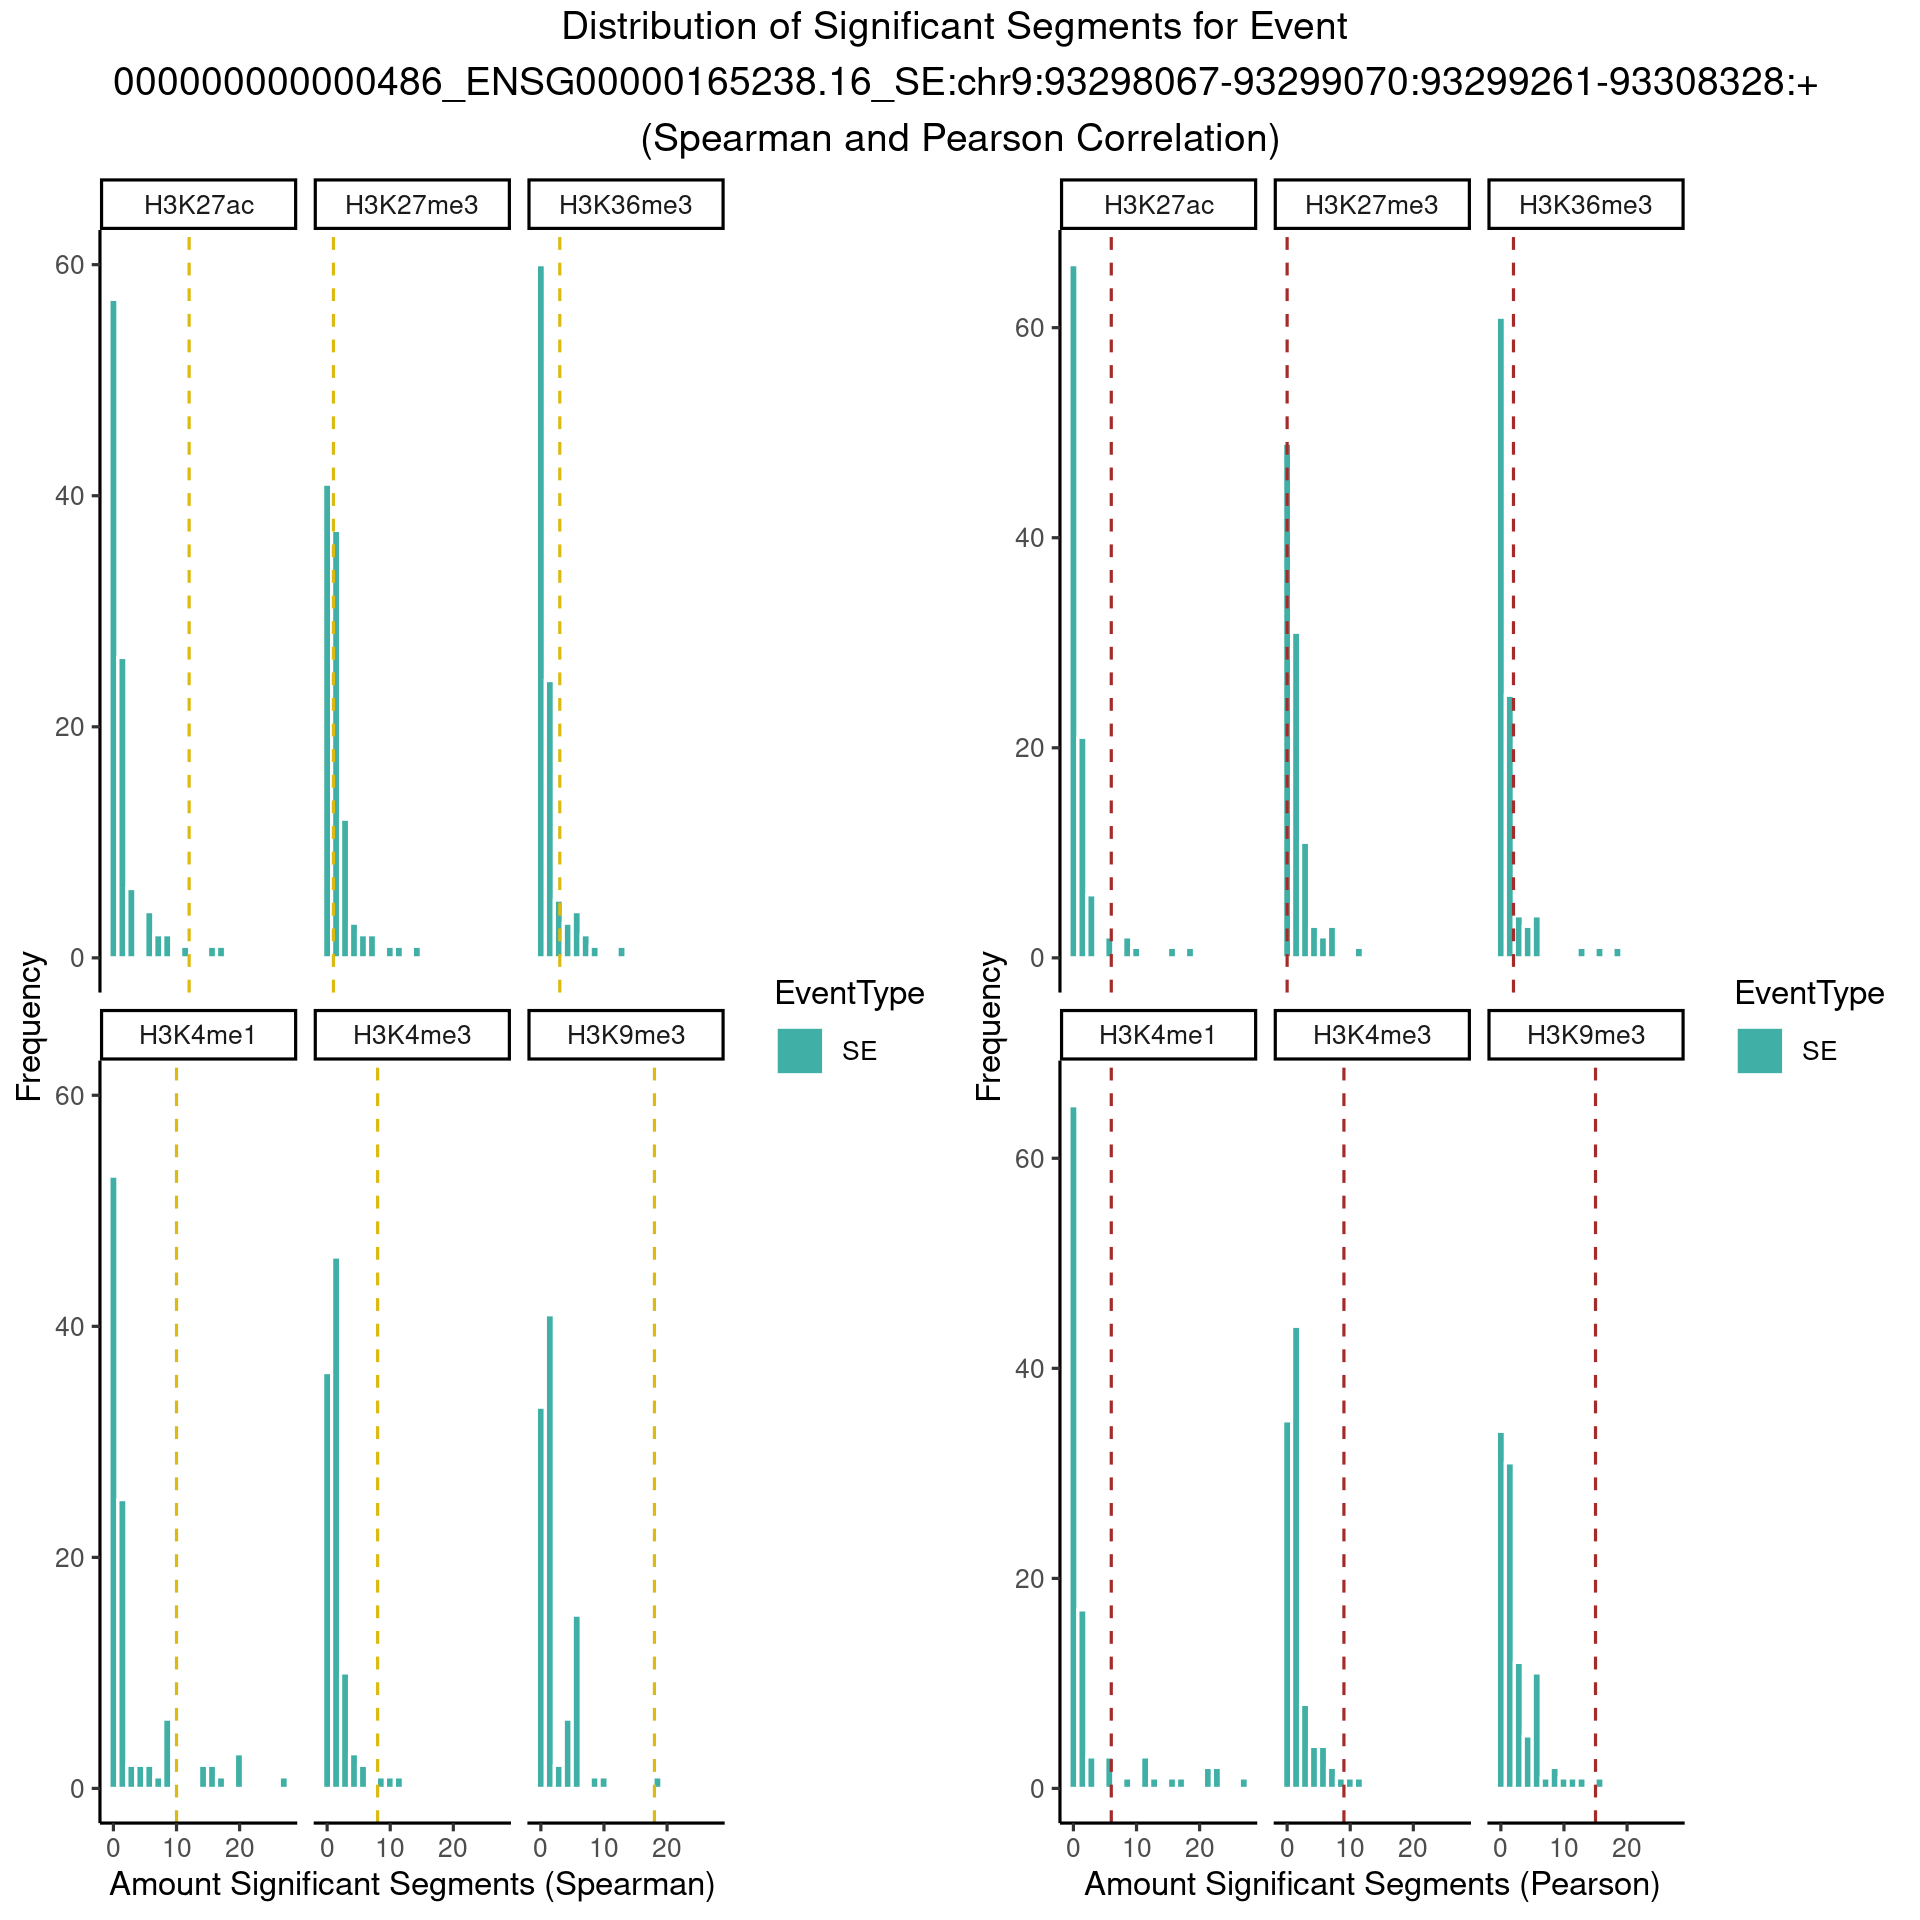 Distribution of Significant Segments for Event
000000000000486_ENSG00000165238.16_SE:chr9:93298067-93299070:93299261-93308328:+
(Spearman and Pearson Correlation)
H3K27ac
H3K27me3
H3K36me3
60
40
20
0
H3K4me1
H3K4me3
H3K9me3
60
40
20
0
0 10 20
0 10 20
0 10 20
Frequency
Amount Significant Segments (Spearman)
EventType
SE
H3K27ac
H3K27me3
H3K36me3
60
40
20
0
H3K4me1
H3K4me3
H3K9me3
60
40
20
0
0 10 20
0 10 20
0 10 20
Frequency
Amount Significant Segments (Pearson)
EventType
SE